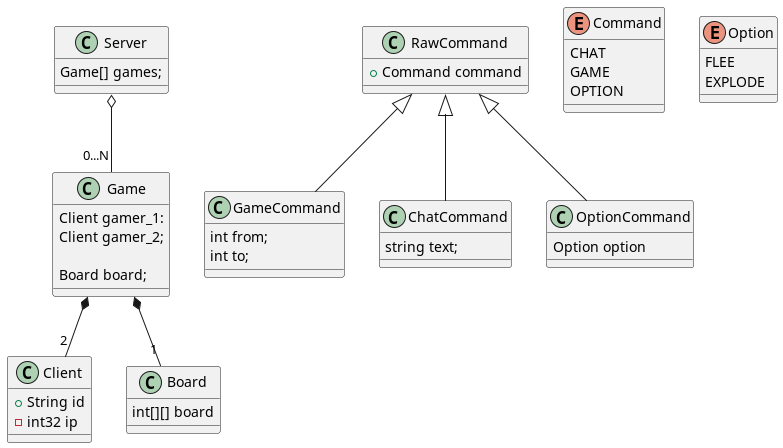 C Server
Game[] games;
C RawCommand
Command command
E Command
CHAT
GAME
OPTION
E Option
FLEE
EXPLODE
0...N
C Game
Client gamer_1:
Client gamer_2;
Board board;
C GameCommand
int from;
int to;
C ChatCommand
string text;
C OptionCommand
Option option
2
1
C Client
String id
int32 ip
C Board
int[][] board